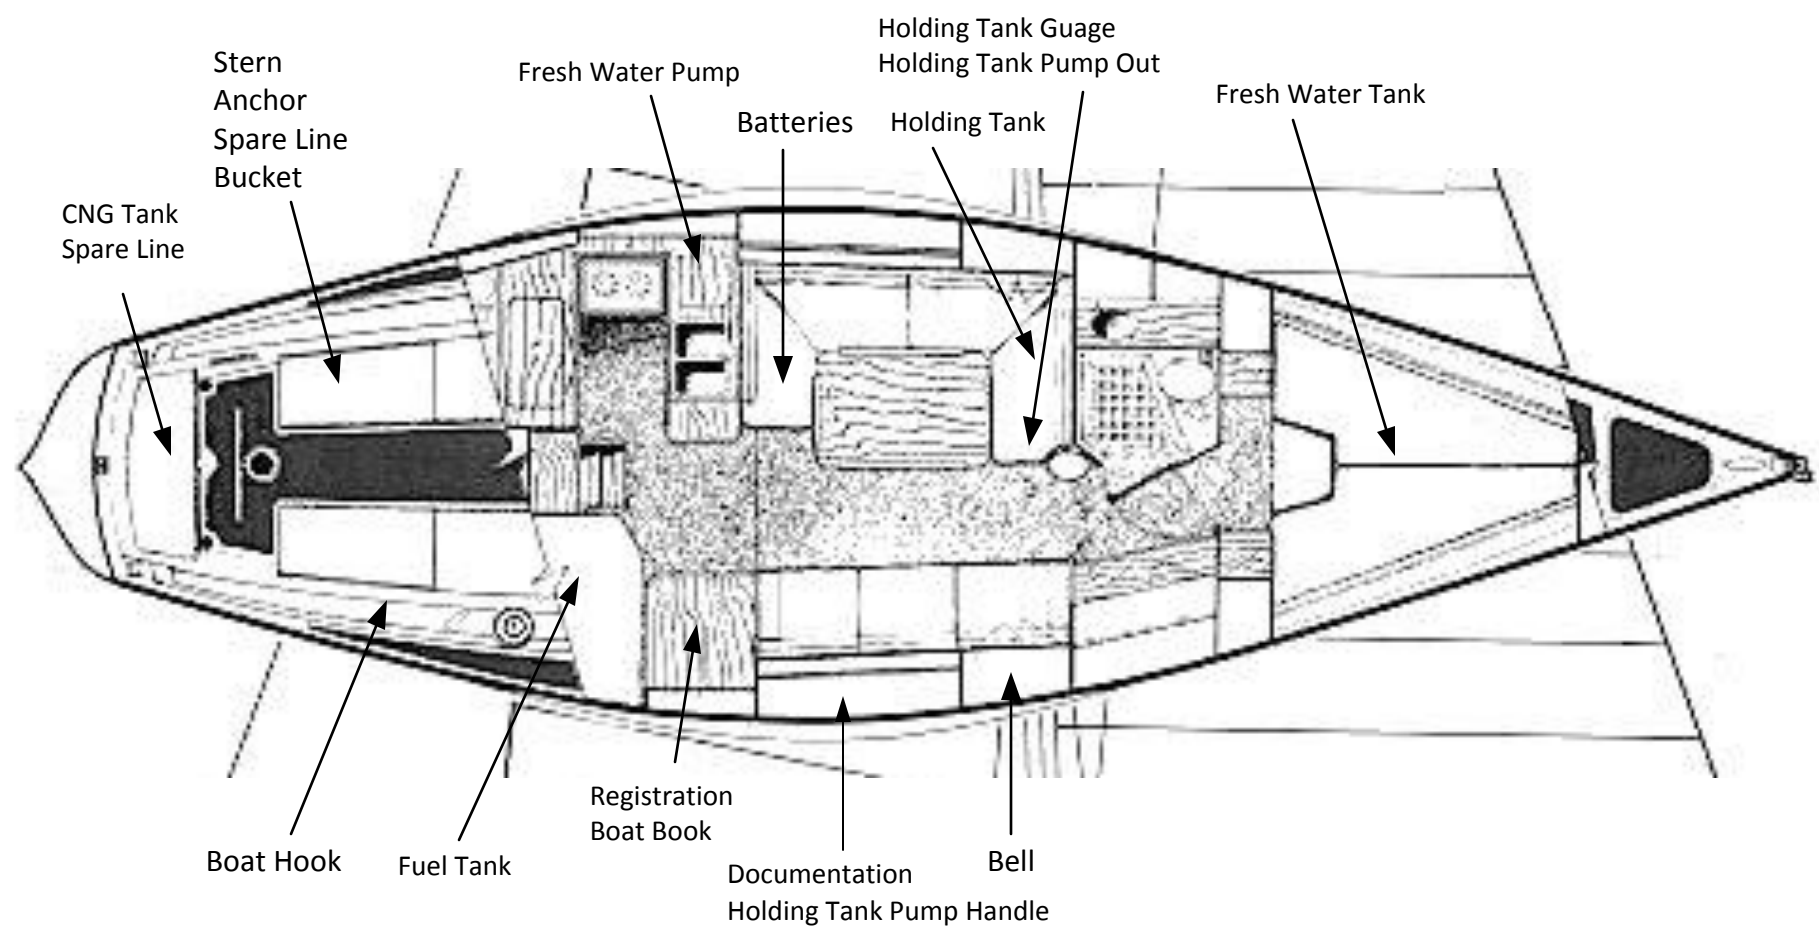 Holding Tank Guage
Holding Tank Pump Out
Stern
Anchor
Spare Line
Bucket
Fresh Water Pump
Fresh Water Tank
Batteries
Holding Tank
CNG Tank
Spare Line
Registration
Boat Book
Boat Hook
Fuel Tank
Documentation
Holding Tank Pump Handle
Bell